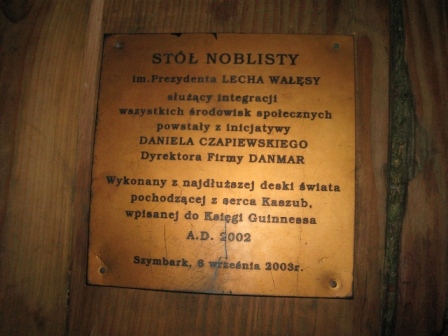 STÓŁ NOBLISTY
im.Prezydenta LECHA WAŁĘSY
służący integracji
wszystkich środowisk społecznych
powstały z inicjatywy
DANIELA CZAPIEWSKIEGO
Dyrektora Firmy DANMAR
Wykonany z najdłuższej deski świata
pochodzącej z serca Kaszub,
wpisanej do Księgi Guinnessa
A.D. 2002
Szymbark, 6 września 2003r.